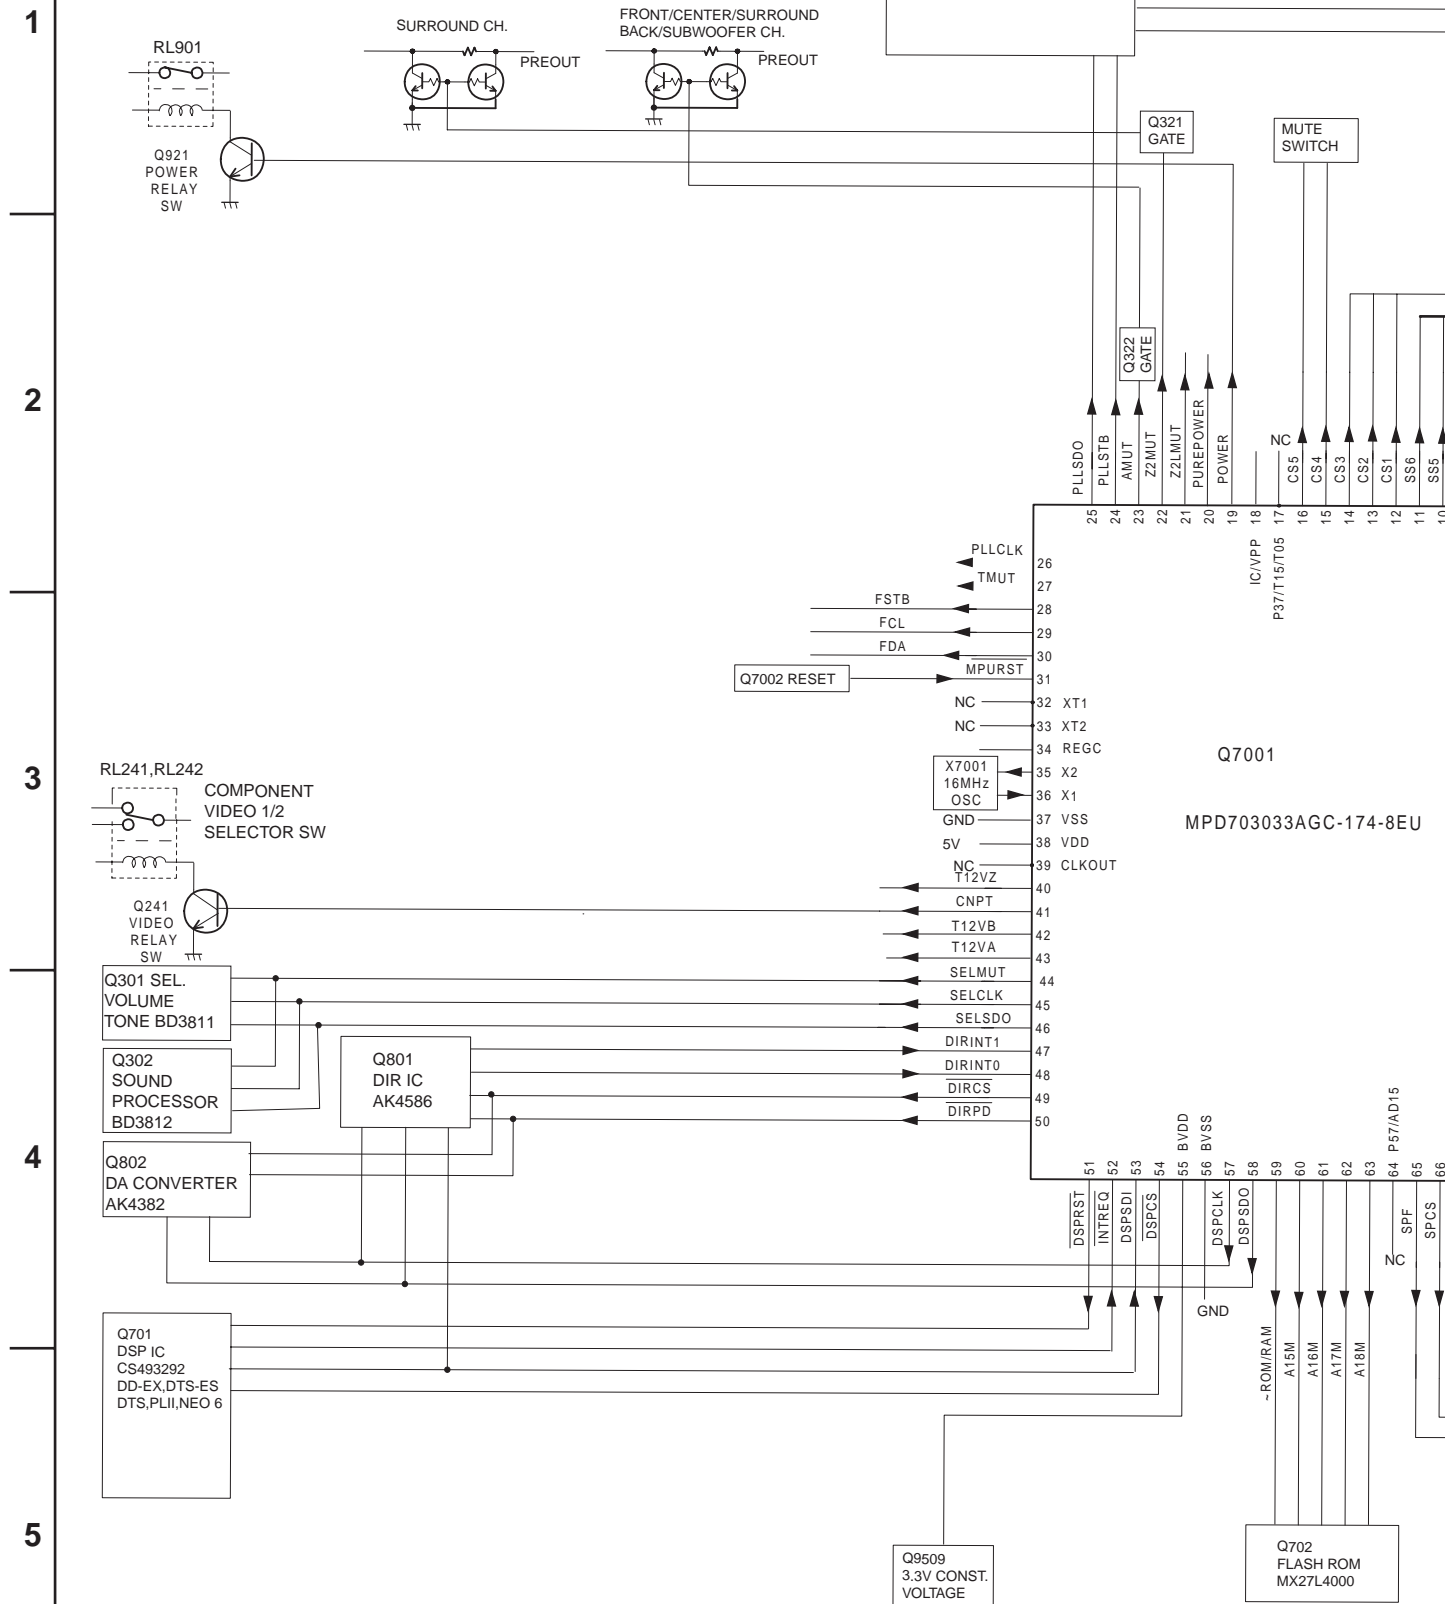 1
SURROUND CH.
FRONT/CENTER/SURROUND
BACK/SUBWOOFER CH.
RL901
PREOUT
PREOUT
Q321
GATE
MUTE
SWITCH
Q921
POWER
RELAY
SW
2
Q322
GATE
PLLSDO
PLLSTB
AMUT
Z2MUT
Z2LMUT
PUREPOWER
POWER
NC
CS5
CS4
CS3
CS2
CS1
SS6
SS5
25
24
23
22
21
20
19
18
17
16
15
14
13
12
11
10
IC/VPP
P37/T15/T05
PLLCLK
26
TMUT
27
FSTB
28
FCL
29
FDA
30
Q7002 RESET
MPURST
31
NC
32 XT1
NC
33 XT2
34 REGC
3
X7001
16MHz
OSC
35 X2
36 X1
GND
37 VSS
5V
38 VDD
NC
39 CLKOUT
Q7001
MPD703033AGC-174-8EU
RL241,RL242
COMPONENT
VIDEO 1/2
SELECTOR SW
Q241
VIDEO
RELAY
SW
T12VZ
40
CNPT
41
T12VB
42
T12VA
43
SELMUT
44
SELCLK
45
SELSDO
46
DIRINT1
47
DIRINT0
48
DIRCS
49
DIRPD
50
Q301 SEL.
VOLUME
TONE BD3811
Q302
SOUND
PROCESSOR
BD3812
Q801
DIR IC
AK4586
4
Q802
DA CONVERTER
AK4382
BVDD
BVSS
P57/AD15
51
52
53
54
55
56
57
58
59
60
61
62
63
64
65
66
DSPRST
INTREQ
DSPSDI
DSPCS
DSPCLK
DSPSDO
SPF
SPCS
NC
GND
Q701
DSP IC
CS493292
DD-EX,DTS-ES
DTS,PLII,NEO 6
~ROM/RAM
A15M
A16M
A17M
A18M
5
Q9509
3.3V CONST.
VOLTAGE
Q702
FLASH ROM
MX27L4000